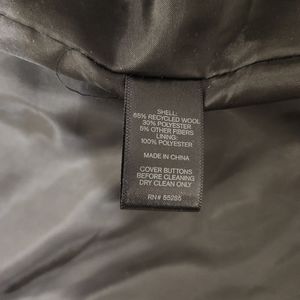 SHELL:
65% RECYCLED WOOL
30% POLYESTER
5% OTHER FIBERS
LINING:
100% POLYESTER
MADE IN CHINA
COVER BUTTONS
BEFORE CLEANING
DRY CLEAN ONLY
RN# 55285